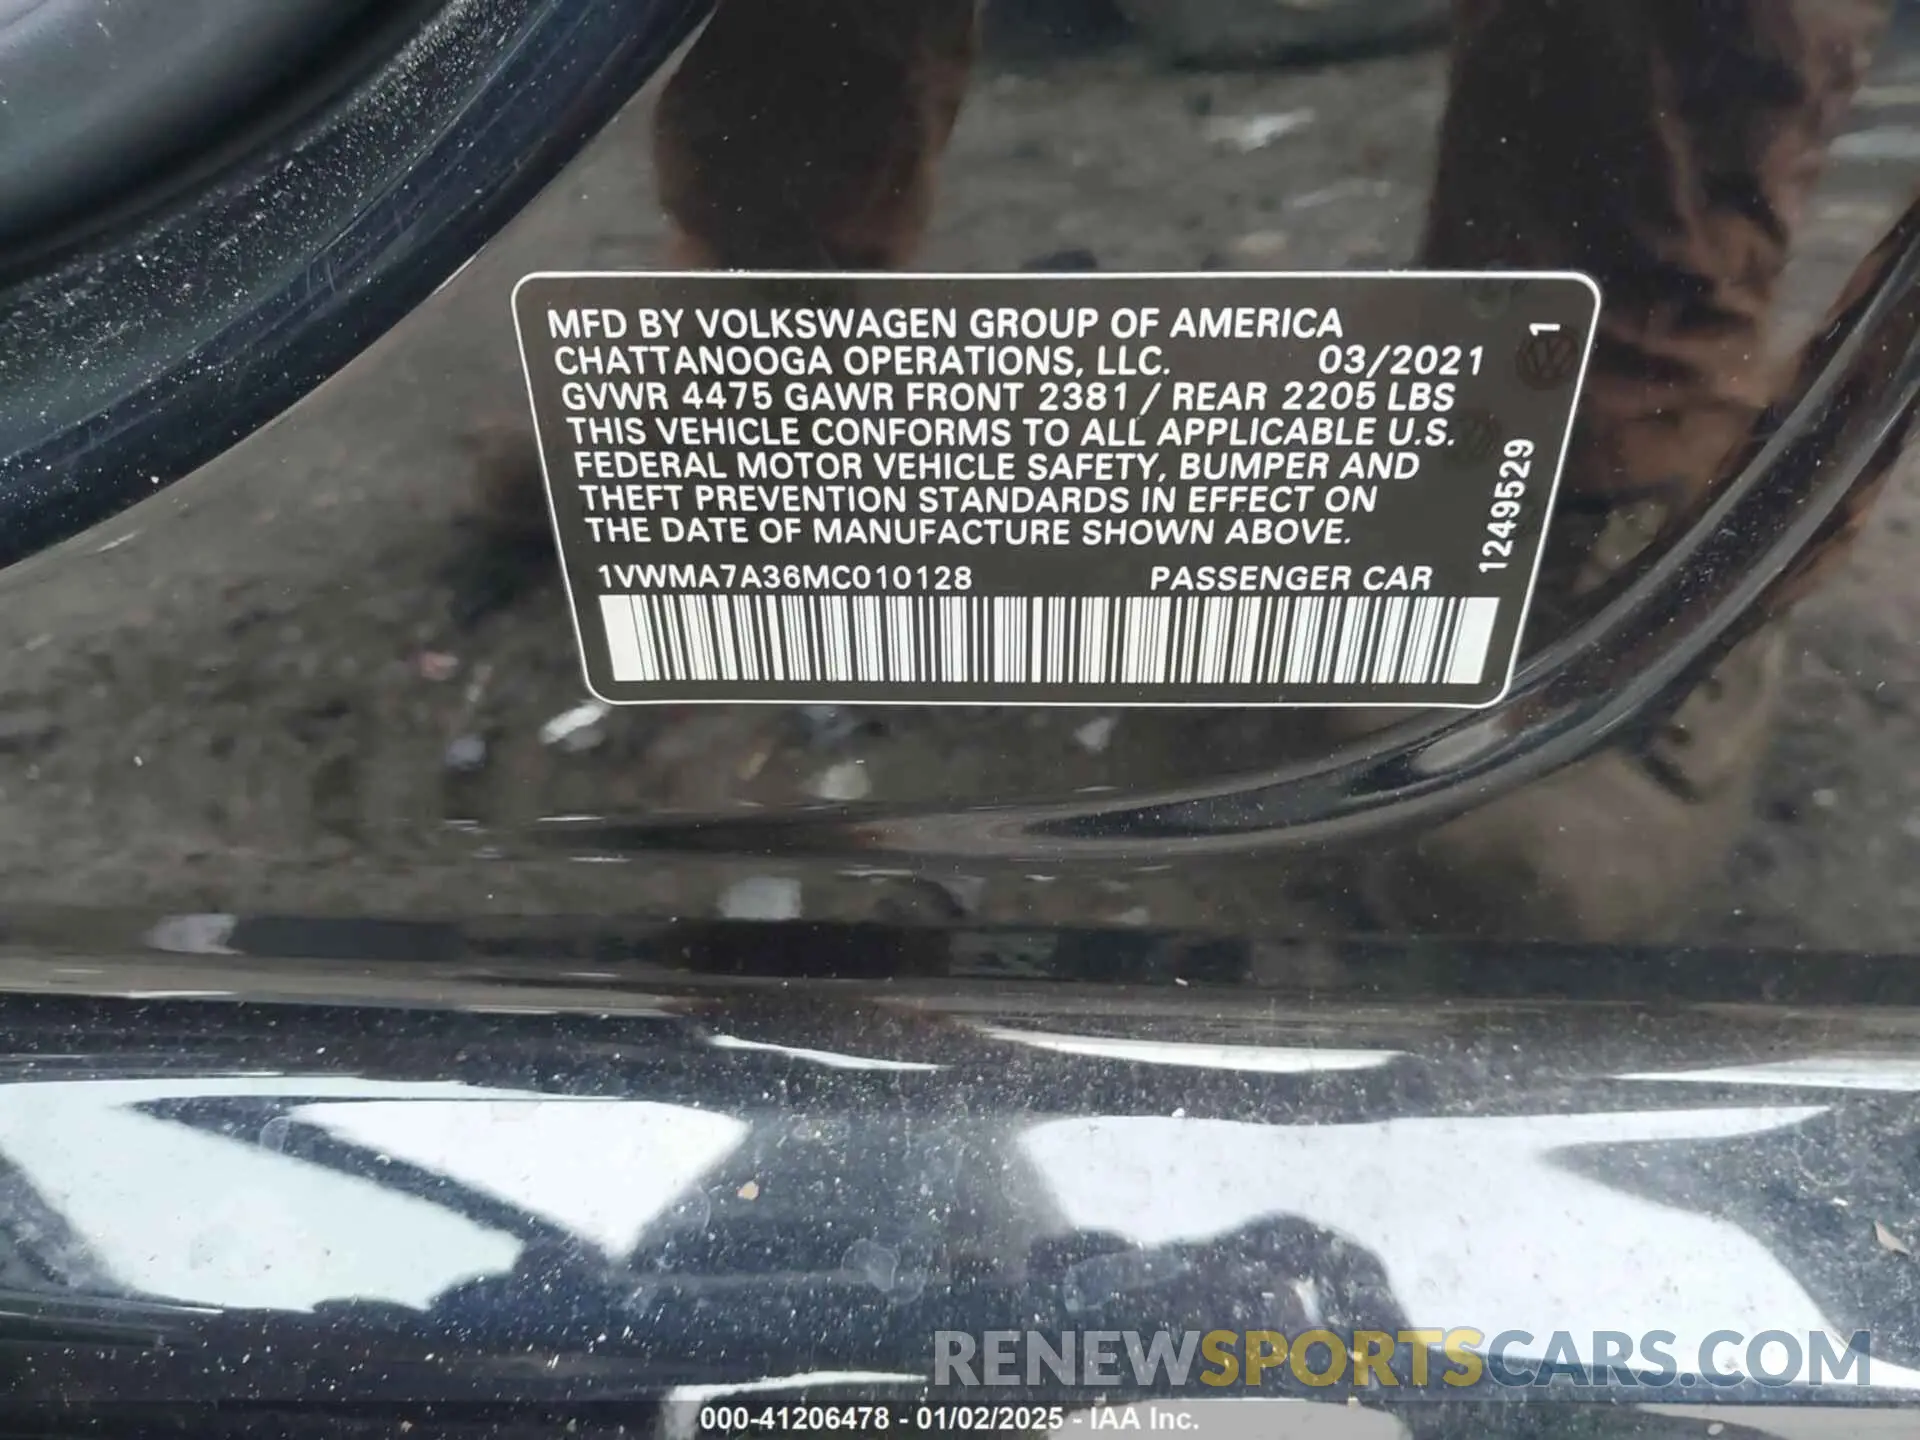 MFD BY VOLKSWAGEN GROUP OF AMERICA
CHATTANOOGA OPERATIONS, LLC. 03/2021
GVWR 4475 GAWR FRONT 2381 / REAR 2205 LBS
THIS VEHICLE CONFORMS TO ALL APPLICABLE U.S.
FEDERAL MOTOR VEHICLE SAFETY, BUMPER AND
THEFT PREVENTION STANDARDS IN EFFECT ON
THE DATE OF MANUFACTURE SHOWN ABOVE.
1VWMA7A36MC010128 PASSENGER CAR
1249529
1
RENEWSPORTSCARS.COM
000-41206478 - 01/02/2025 - IAA Inc.